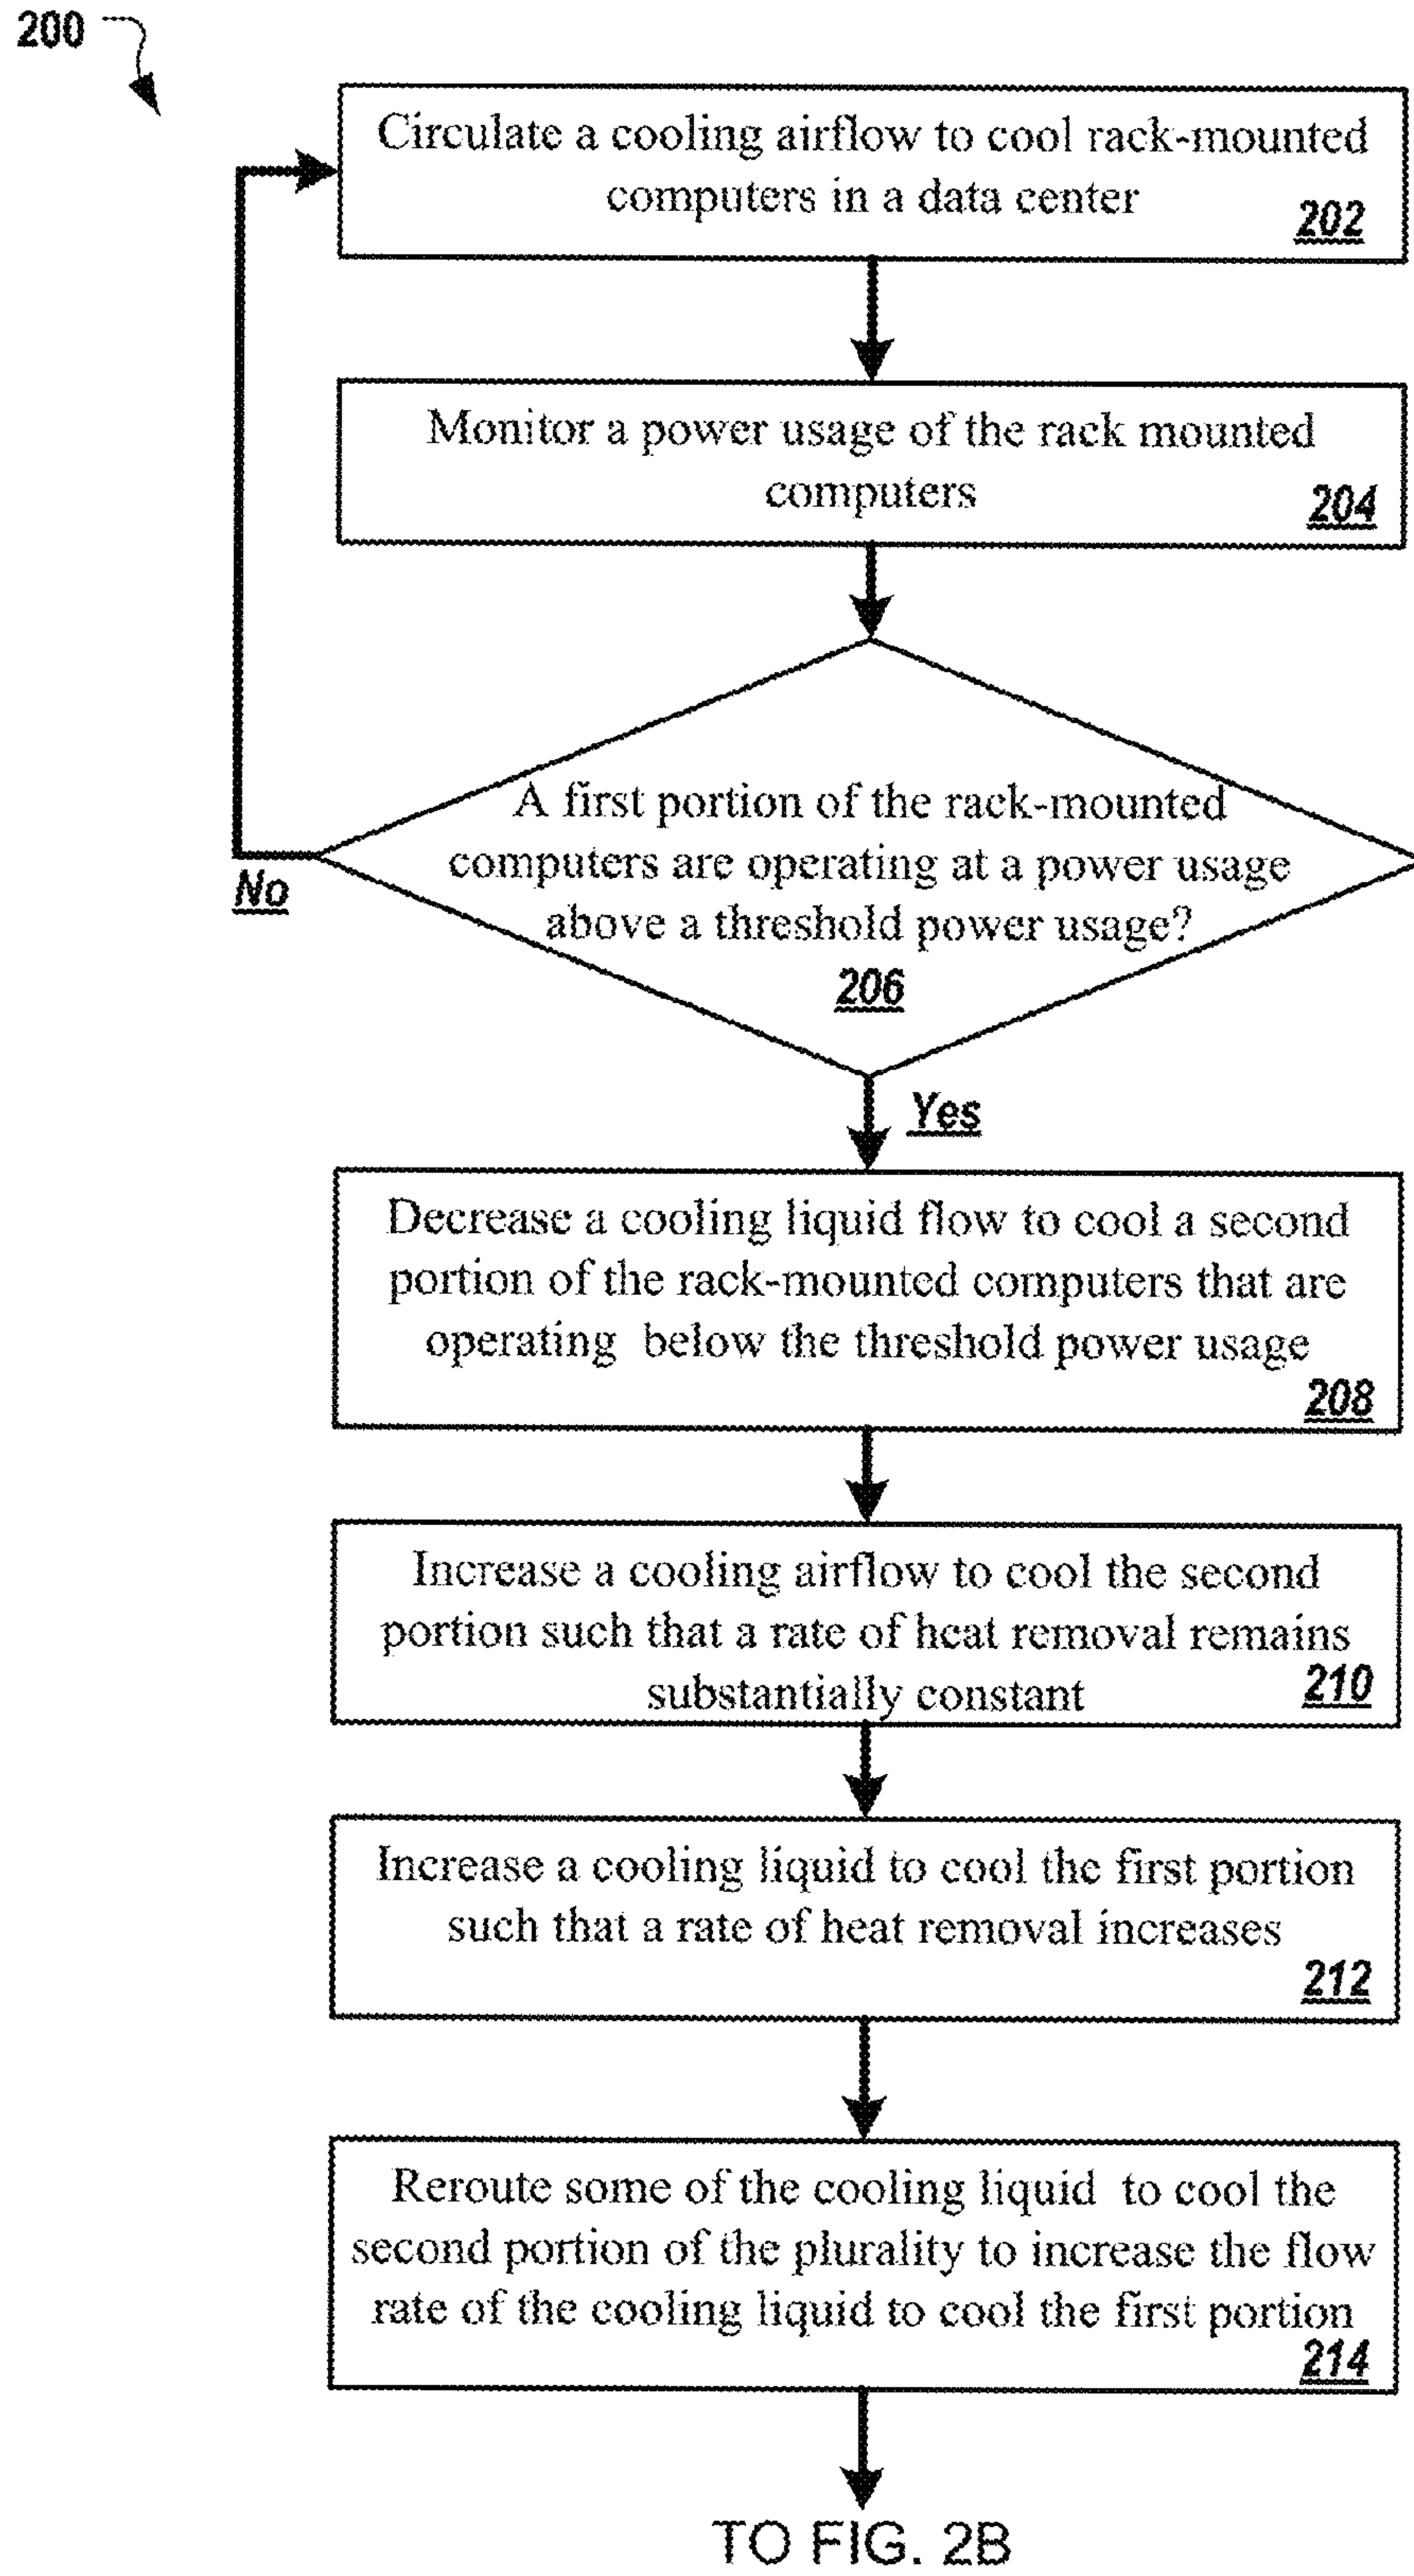 200
Circulate a cooling airflow to cool rack-mounted
computers in a data center
202
Monitor a power usage of the rack mounted
computers
204
A first portion of the rack-mounted
computers are operating at a power usage
above a threshold power usage?
206
No
Yes
Decrease a cooling liquid flow to cool a second
portion of the rack-mounted computers that are
operating below the threshold power usage
208
Increase a cooling airflow to cool the second
portion such that a rate of heat removal remains
substantially constant
210
Increase a cooling liquid to cool the first portion
such that a rate of heat removal increases
212
Reroute some of the cooling liquid to cool the
second portion of the plurality to increase the flow
rate of the cooling liquid to cool the first portion
214
TO FIG. 2B